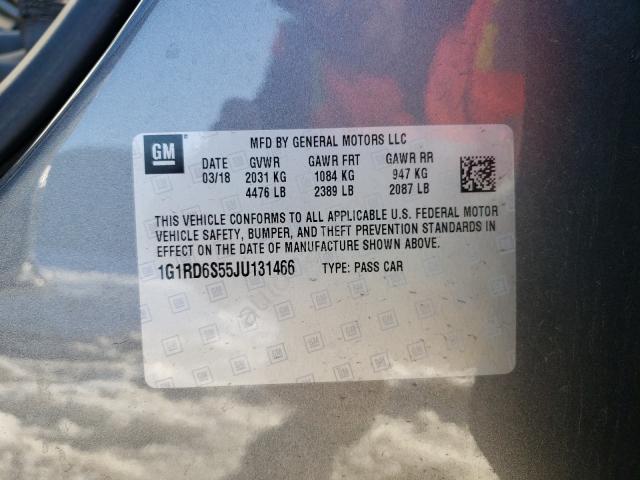 GM
MFD BY GENERAL MOTORS LLC
DATE GVWR GAWR FRT GAWR RR
03/18 2031 KG 1084 KG 947 KG
4476 LB 2389 LB 2087 LB
THIS VEHICLE CONFORMS TO ALL APPLICABLE U.S. FEDERAL MOTOR
VEHICLE SAFETY, BUMPER, AND THEFT PREVENTION STANDARDS IN
EFFECT ON THE DATE OF MANUFACTURE SHOWN ABOVE.
1G1RD6S55JU131466 TYPE: PASS CAR